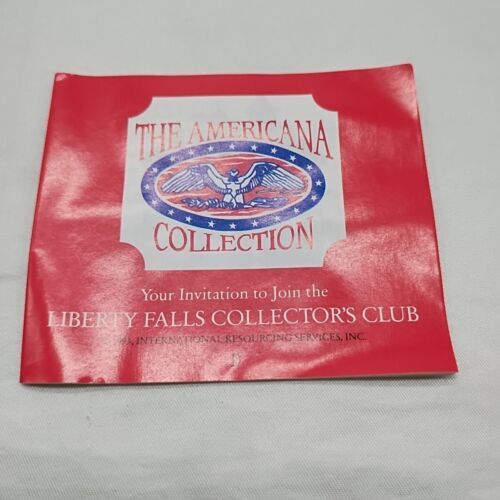 THE AMERICANA
COLLECTION
Your Invitation to Join the
LIBERTY FALLS COLLECTOR'S CLUB
INTERNATIONAL RESOURCING SERVICES, INC.